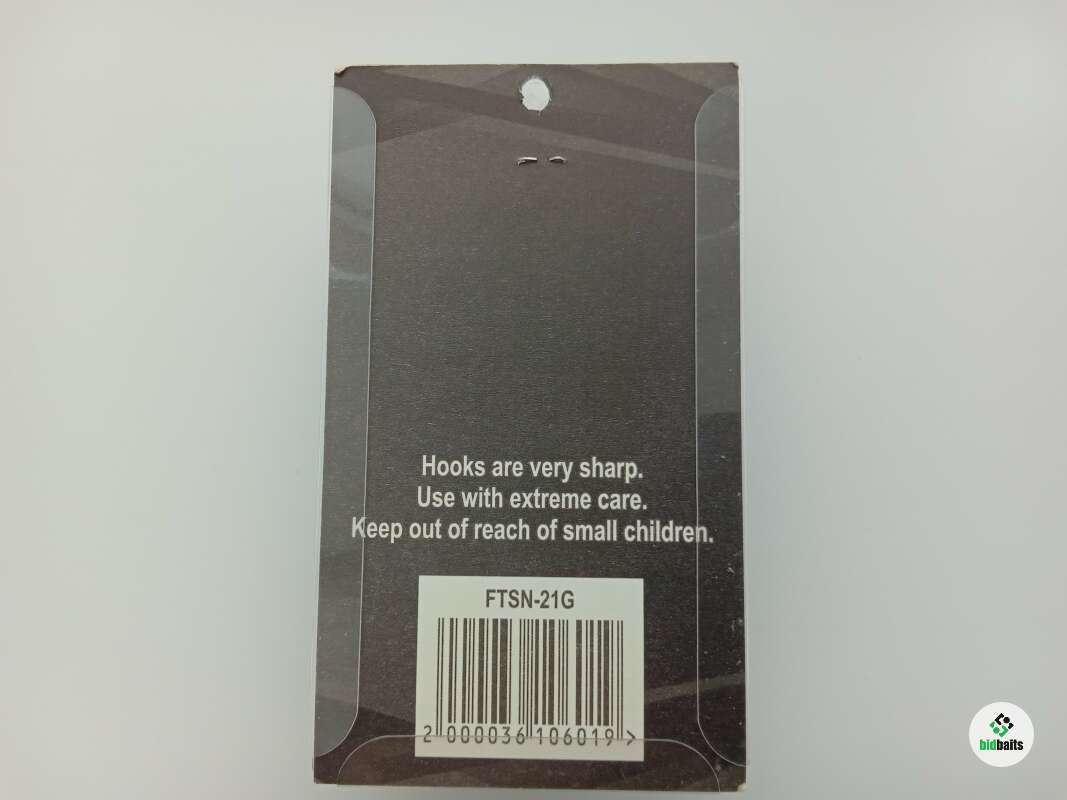 Hooks are very sharp.
Use with extreme care.
Keep out of reach of small children.
FTSN-21G
2 000036 106019 >
bidbaits